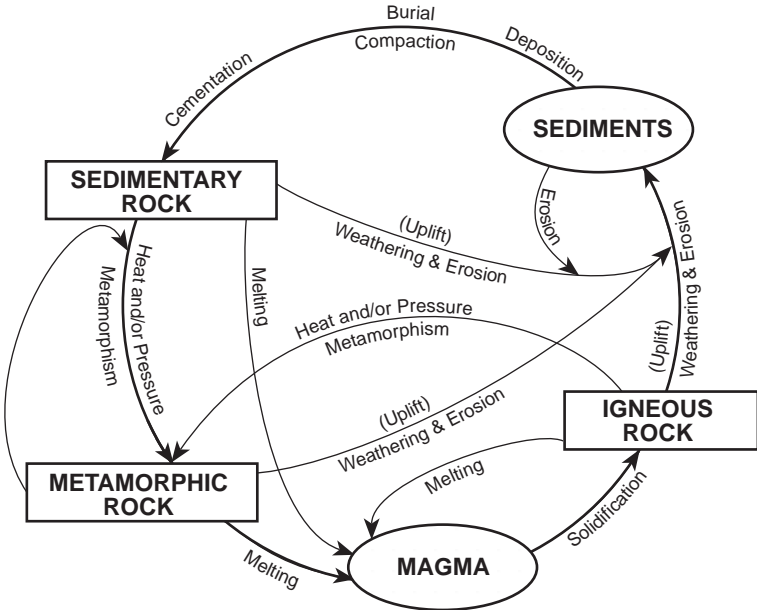 Burial
Compaction
Deposition
Cementation
SEDIMENTS
SEDIMENTARY
ROCK
Erosion
(Uplift)
Weathering & Erosion
Melting
Heat and/or Pressure
Metamorphism
Heat and/or Pressure
Metamorphism
(Uplift)
Weathering & Erosion
(Uplift)
Weathering & Erosion
IGNEOUS
ROCK
METAMORPHIC
ROCK
Melting
Melting
MAGMA
Solidification